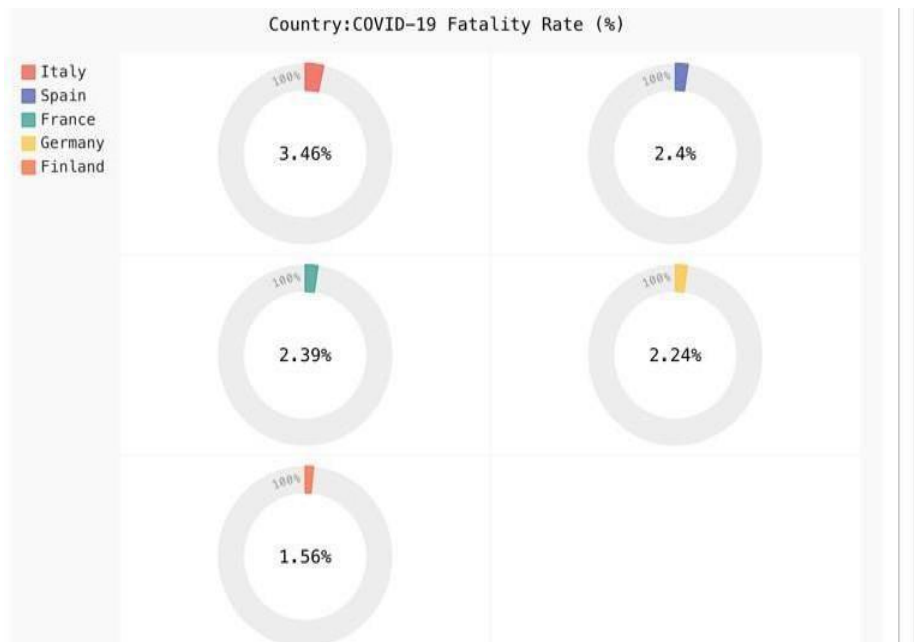 Country:COVID-19 Fatality Rate (%)
Italy
Spain
France
Germany
Finland
100%
3.46%
100%
2.4%
100%
2.39%
100%
2.24%
100%
1.56%